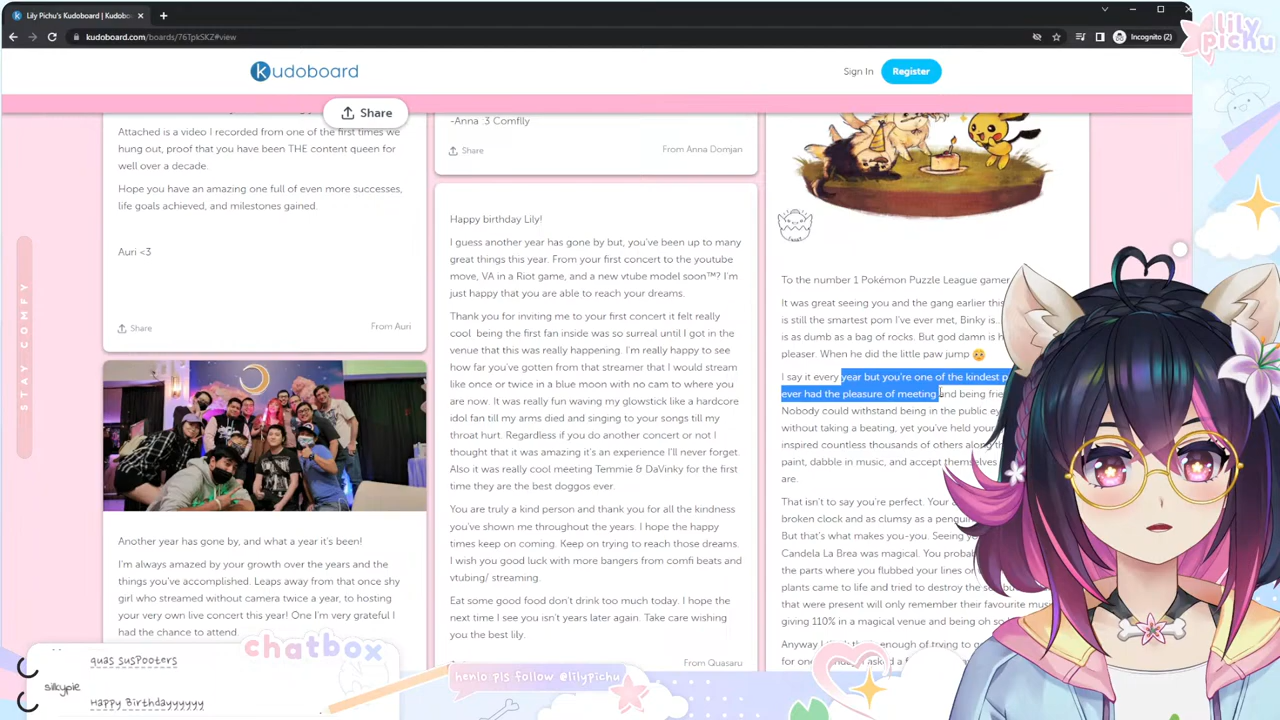 Lily Pichu's Kudoboard | Kudobo
kudoboard.com/boards/76TpkSKZ#view
Incognito (2)
lily
pichu
kudoboard
Sign In
Register
Share
Attached is a video I recorded from one of the first times we
hung out, proof that you have been THE content queen for
well over a decade.
Hope you have an amazing one full of even more successes,
life goals achieved, and milestones gained.
Auri <3
Share
From Auri
STAY COMFY
Another year has gone by, and what a year it's been!
I'm always amazed by your growth over the years and the
things you've accomplished. Leaps away from that once shy
girl who streamed without camera twice a year, to hosting
your very own live concert this year! One I'm very grateful I
had the chance to attend.
-Anna :3 Comflly
Share
From Anna Domjan
Happy birthday Lily!
I guess another year has gone by but, you've been up to many
great things this year. From your first concert to the youtube
move, VA in a Riot game, and a new vtube model soon™? I'm
just happy that you are able to reach your dreams.
Thank you for inviting me to your first concert it felt really
cool being the first fan inside was so surreal until I got in the
venue that this was really happening. I'm really happy to see
how far you've gotten from that streamer that I would stream
like once or twice in a blue moon with no cam to where you
are now. It was really fun waving my glowstick like a hardcore
idol fan till my arms died and singing to your songs till my
throat hurt. Regardless if you do another concert or not I
thought that it was amazing it's an experience I'll never forget.
Also it was really cool meeting Temmie & DaVinky for the first
time they are the best doggos ever.
You are truly a kind person and thank you for all the kindness
you've shown me throughout the years. I hope the happy
times keep on coming. Keep on trying to reach those dreams.
I wish you good luck with more bangers from comfi beats and
vtubing/ streaming.
Eat some good food don't drink too much today. I hope the
next time I see you isn't years later again. Take care wishing
you the best lily.
From Quasaru
To the number 1 Pokémon Puzzle League gamer
It was great seeing you and the gang earlier this
is still the smartest pom I've ever met, Binky is...
is as dumb as a bag of rocks. But god damn is h
pleaser. When he did the little paw jump 🥺
I say it every year but you're one of the kindest p
ever had the pleasure of meeting and being frie
Nobody could withstand being in the public ey
without taking a beating, yet you've held your
inspired countless thousands of others along th
paint, dabble in music, and accept themselves
are.
That isn't to say you're perfect. Your
broken clock and as clumsy as a pengui
But that's what makes you-you. Seeing yo
Candela La Brea was magical. You probab
the parts where you flubbed your lines or
plants came to life and tried to destroy the
that were present will only remember their favourite mus
giving 110% in a magical venue and being oh so
Anyway I think that's enough of trying to
for one
chatbox
quas susPooters
silkypie
Happy Birthdayyyyyy
henlo pls follow @lilypichu